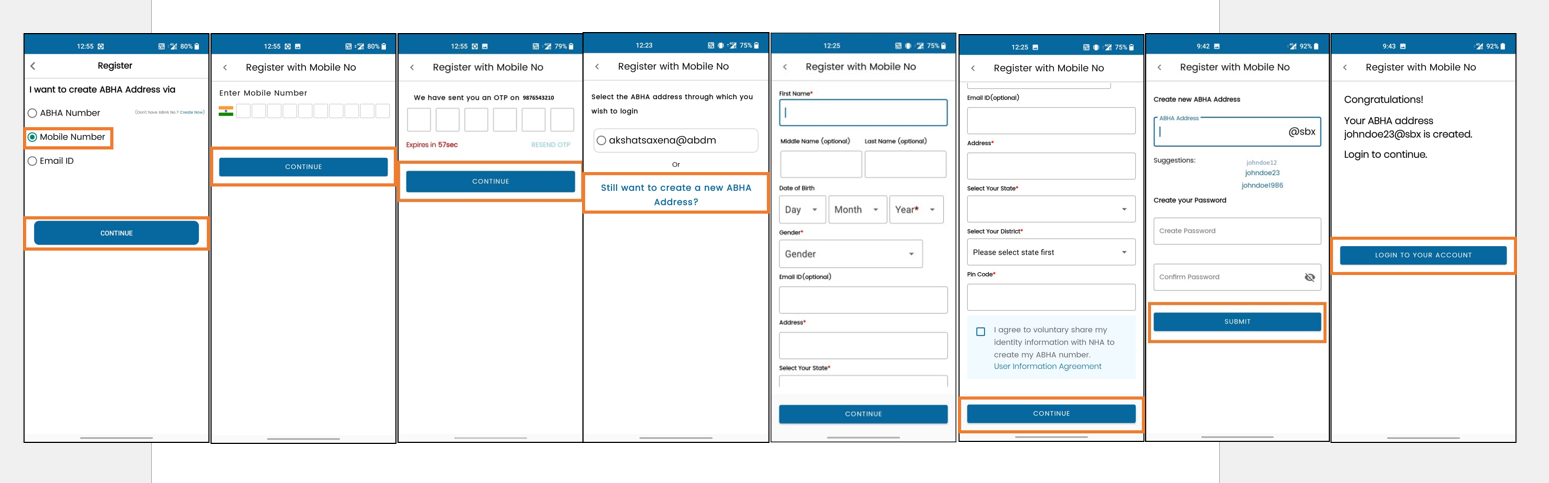 12:55 80%
Register
I want to create ABHA Address via
ABHA Number (Don't have ABHA No.? Create Now)
Mobile Number
Email ID
CONTINUE
12:55 80%
Register with Mobile No
Enter Mobile Number
CONTINUE
12:55 79%
Register with Mobile No
We have sent you an OTP on 9876543210
Expires in 57sec RESEND OTP
CONTINUE
12:23 75%
Register with Mobile No
Select the ABHA address through which you
wish to login
akshatsaxena@abdm
Or
Still want to create a new ABHA
Address?
12:25 75%
Register with Mobile No
First Name*
Middle Name (optional) Last Name (optional)
Date of Birth
Day Month Year*
Gender*
Gender
Email ID(optional)
Address*
Select Your State*
CONTINUE
12:25 75%
Register with Mobile No
Email ID(optional)
Address*
Select Your State*
Select Your District*
Please select state first
Pin Code*
I agree to voluntary share my
identity information with NHA to
create my ABHA number.
User Information Agreement
CONTINUE
9:42 92%
Register with Mobile No
Create new ABHA Address
ABHA Address
@sbx
Suggestions: johndoe12
johndoe23
johndoe1986
Create your Password
Create Password
Confirm Password
SUBMIT
9:43 92%
Register with Mobile No
Congratulations!
Your ABHA address
johndoe23@sbx is created.
Login to continue.
LOGIN TO YOUR ACCOUNT